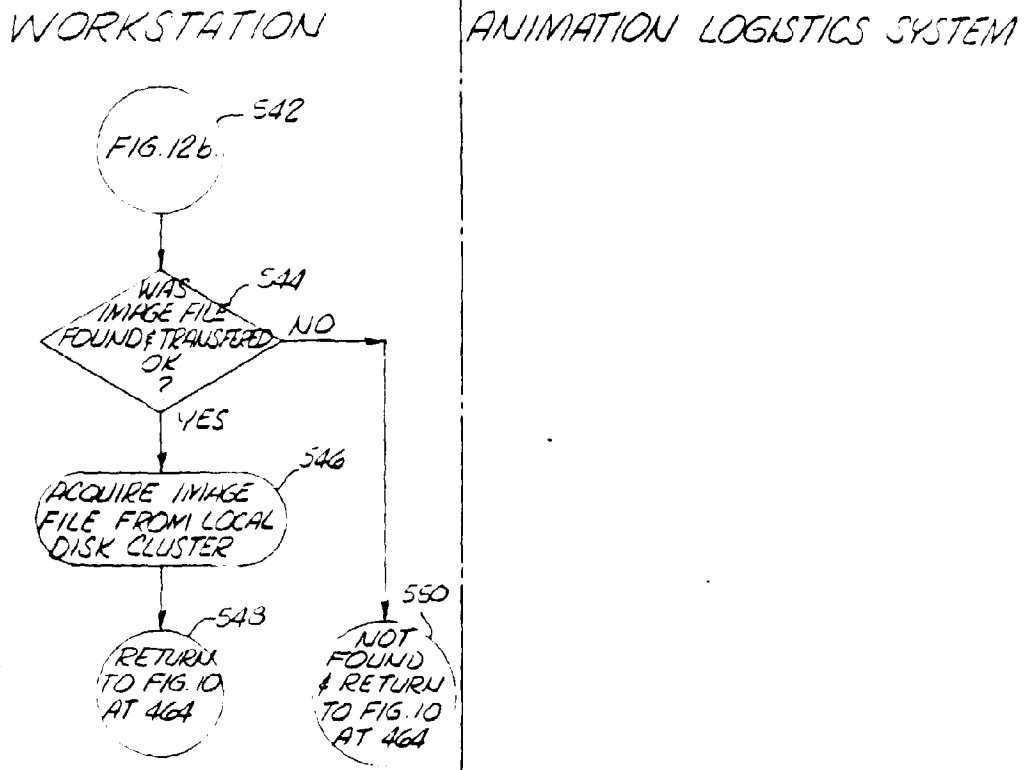 WORKSTATION
ANIMATION LOGISTICS SYSTEM
542
FIG. 12b.
544
WAS
IMAGE FILE
FOUND & TRANSFERED
OK
?
NO
YES
546
ACQUIRE IMAGE
FILE FROM LOCAL
DISK CLUSTER
548
RETURN
TO FIG. 10
AT 464
550
NOT
FOUND
& RETURN
TO FIG. 10
AT 464